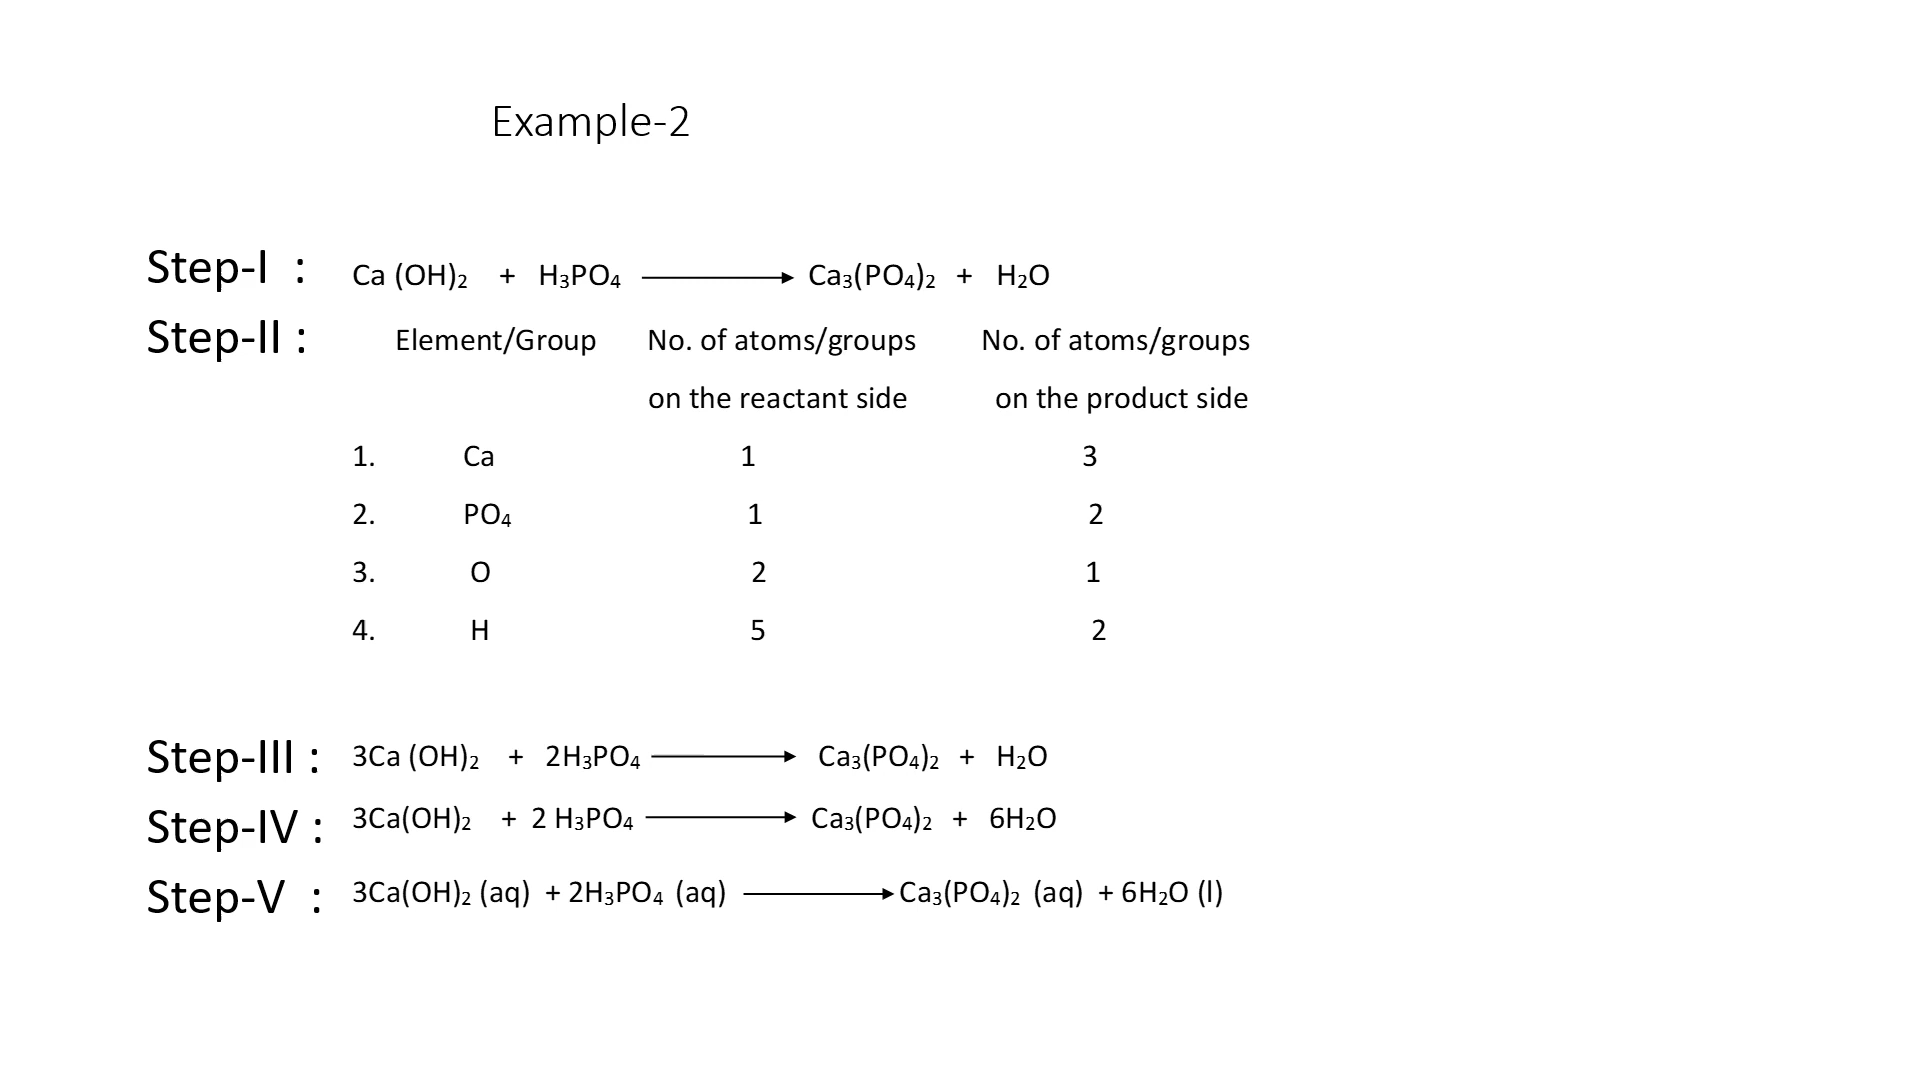 Example-2
Step-I : Ca (OH)₂ + H₃PO₄ ⟶ Ca₃(PO₄)₂ + H₂O
Step-II : Element/Group No. of atoms/groups No. of atoms/groups
on the reactant side on the product side
1. Ca 1 3
2. PO₄ 1 2
3. O 2 1
4. H 5 2
Step-III : 3Ca (OH)₂ + 2H₃PO₄ ⟶ Ca₃(PO₄)₂ + H₂O
Step-IV : 3Ca(OH)₂ + 2 H₃PO₄ ⟶ Ca₃(PO₄)₂ + 6H₂O
Step-V : 3Ca(OH)₂ (aq) + 2H₃PO₄ (aq) ⟶ Ca₃(PO₄)₂ (aq) + 6H₂O (l)